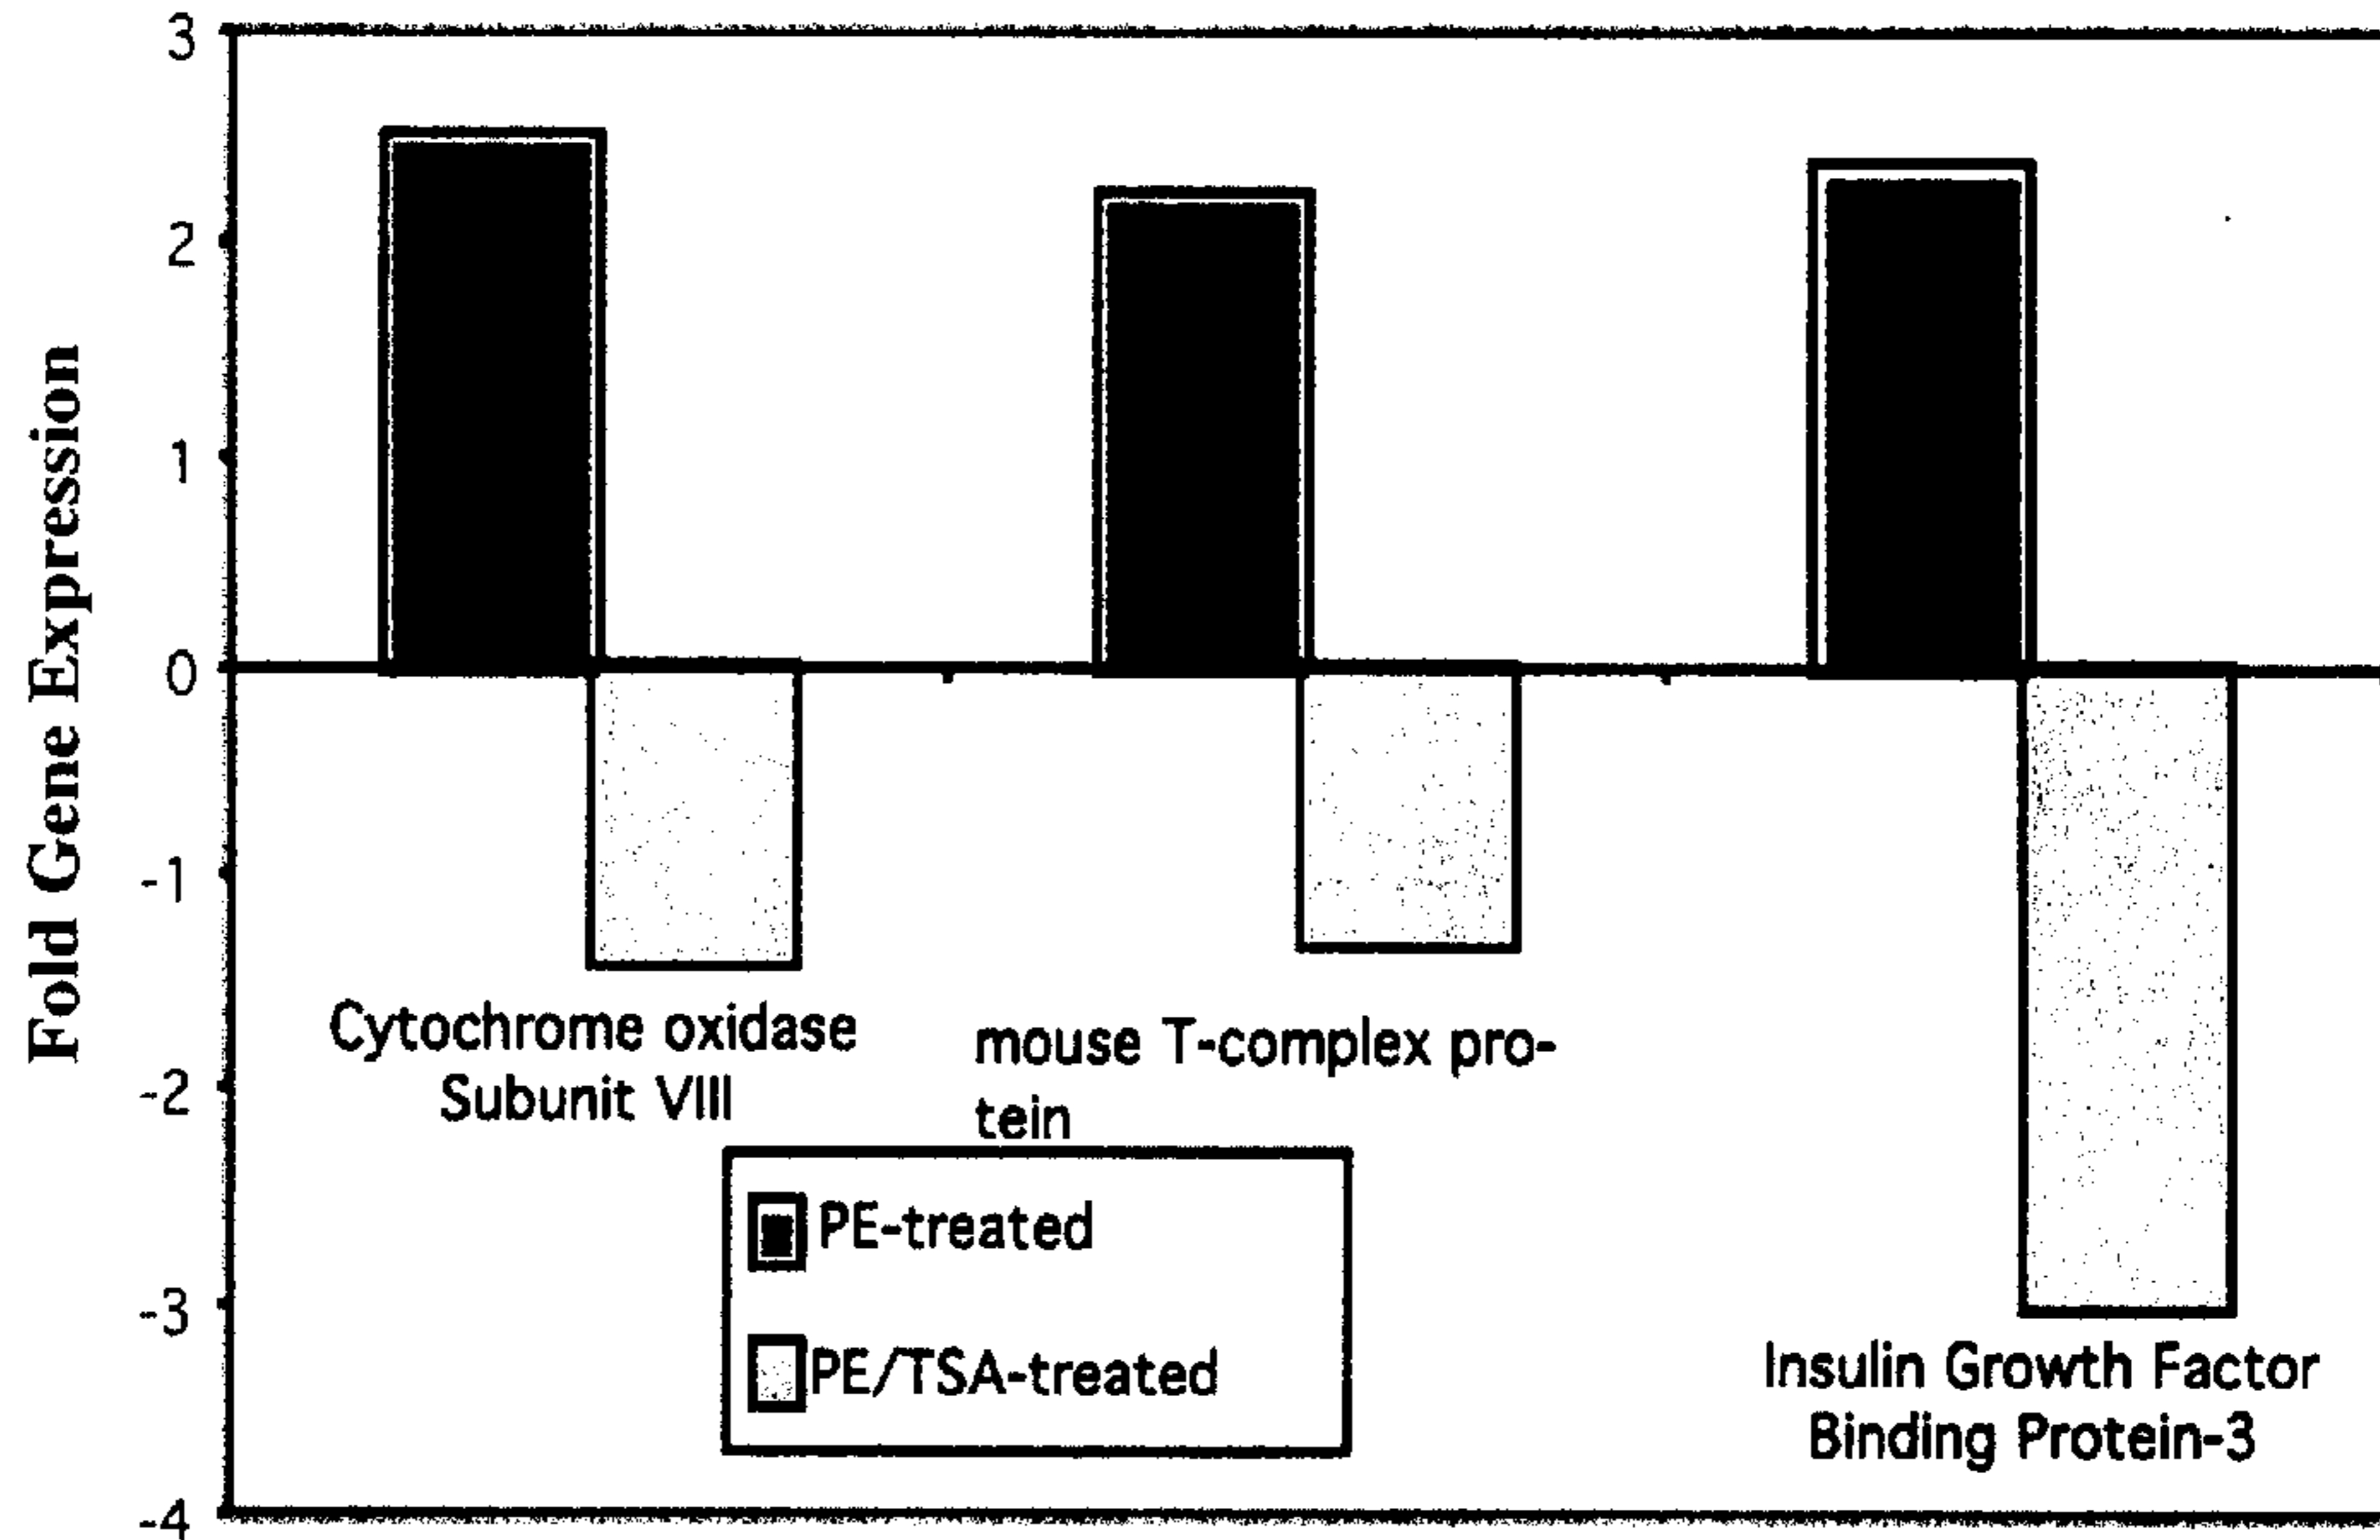 Fold Gene Expression
3
2
1
0
-1
-2
-3
-4
Cytochrome oxidase
Subunit VIII
mouse T-complex pro-
tein
PE-treated
PE/TSA-treated
Insulin Growth Factor
Binding Protein-3